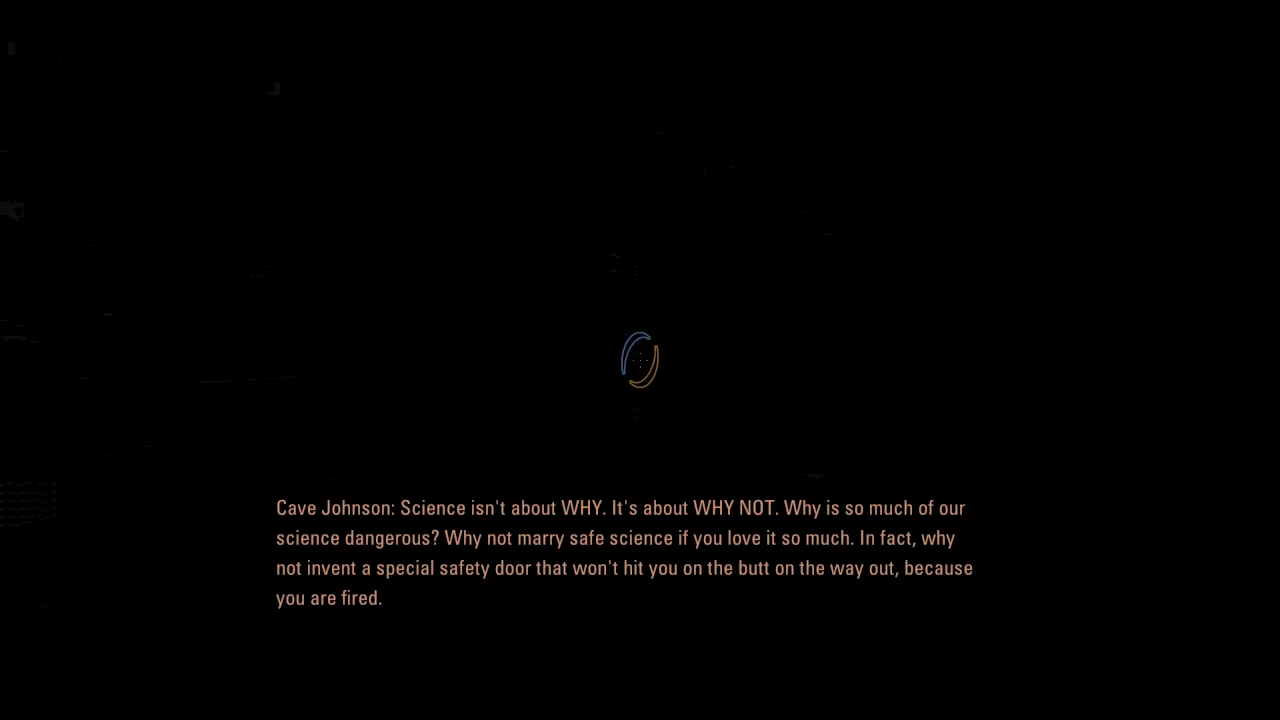 Cave Johnson: Science isn't about WHY. It's about WHY NOT. Why is so much of our
science dangerous? Why not marry safe science if you love it so much. In fact, why
not invent a special safety door that won't hit you on the butt on the way out, because
you are fired.